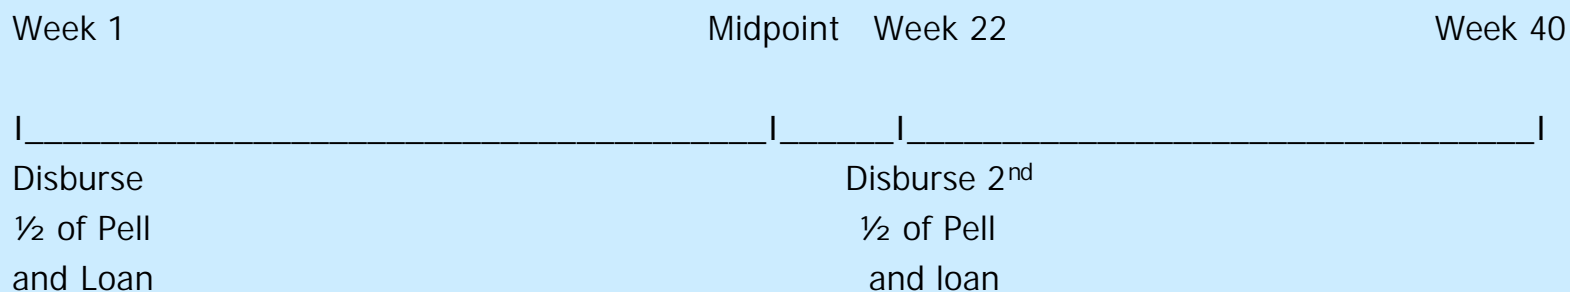 Week 1 Midpoint Week 22 Week 40
I_______________________________________I______I_________________________________I
Disburse Disburse 2nd
½ of Pell ½ of Pell
and Loan and loan